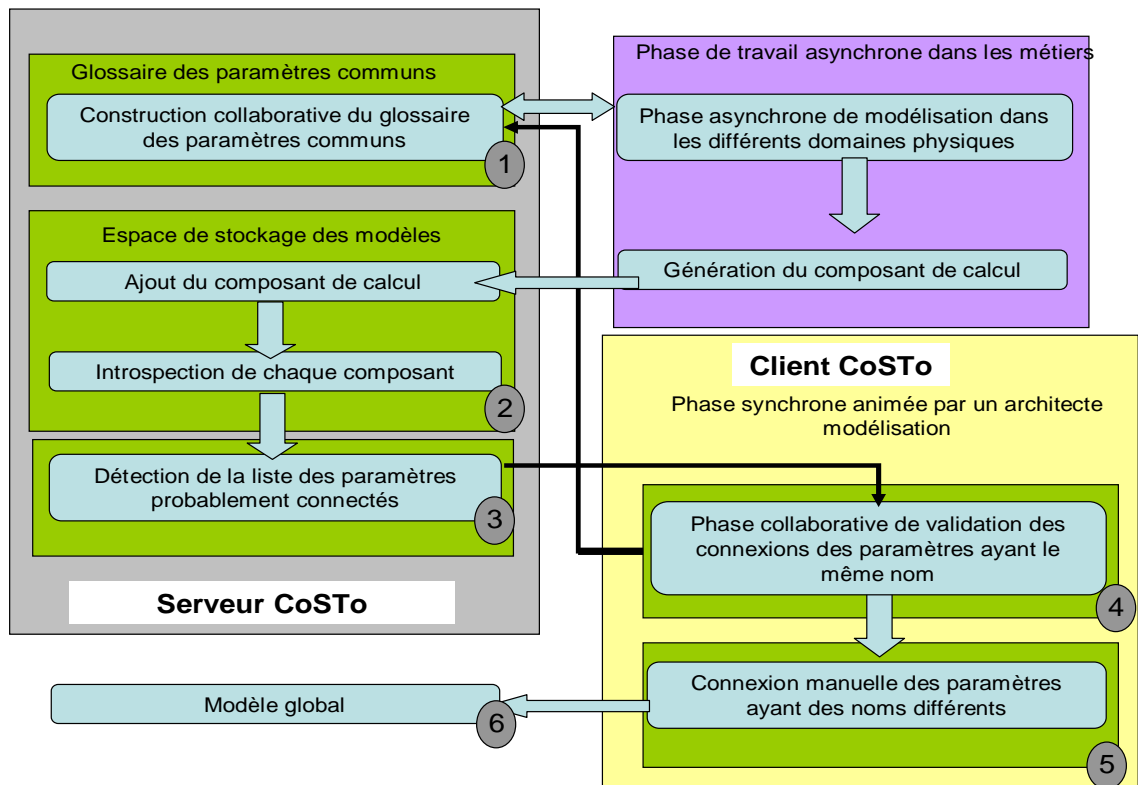 Glossaire des paramètres communs
Construction collaborative du glossaire
des paramètres communs
1
Phase de travail asynchrone dans les métiers
Phase asynchrone de modélisation dans
les différents domaines physiques
Génération du composant de calcul
Espace de stockage des modèles
Ajout du composant de calcul
Introspection de chaque composant
2
Détection de la liste des paramètres
probablement connectés
3
Serveur CoSTo
Client CoSTo
Phase synchrone animée par un architecte
modélisation
Phase collaborative de validation des
connexions des paramètres ayant le
même nom
4
Connexion manuelle des paramètres
ayant des noms différents
5
Modèle global
6